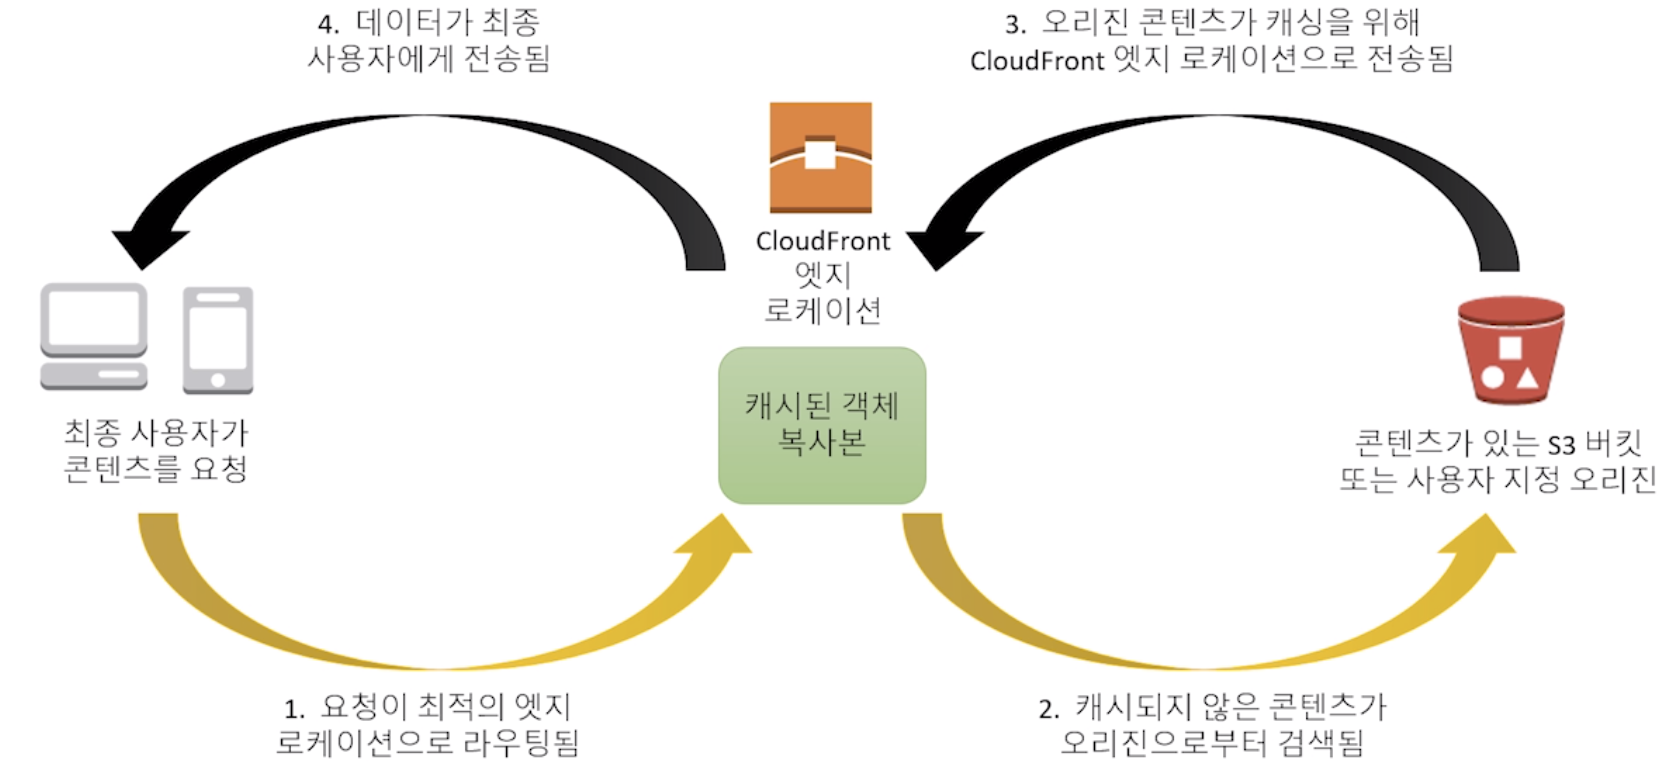 4. 데이터가 최종
사용자에게 전송됨
3. 오리진 콘텐츠가 캐싱을 위해
CloudFront 엣지 로케이션으로 전송됨
CloudFront
엣지
로케이션
캐시된 객체
복사본
최종 사용자가
콘텐츠를 요청
콘텐츠가 있는 S3 버킷
또는 사용자 지정 오리진
1. 요청이 최적의 엣지
로케이션으로 라우팅됨
2. 캐시되지 않은 콘텐츠가
오리진으로부터 검색됨